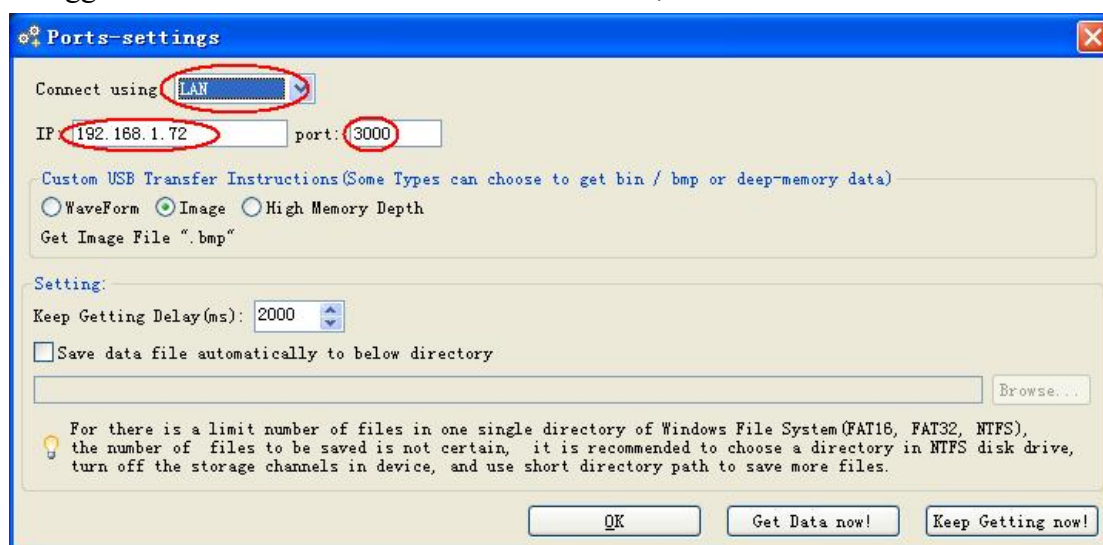 Ports-settings
Connect using: LAN
IP: 192.168.1.72 port: 3000
Custom USB Transfer Instructions(Some Types can choose to get bin / bmp or deep-memory data)
WaveForm Image High Memory Depth
Get Image File ".bmp"
Setting:
Keep Getting Delay(ms): 2000
Save data file automatically to below directory
Browse...
For there is a limit number of files in one single directory of Windows File System(FAT16, FAT32, NTFS),
the number of files to be saved is not certain, it is recommended to choose a directory in NTFS disk drive,
turn off the storage channels in device, and use short directory path to save more files.
OK Get Data now! Keep Getting now!